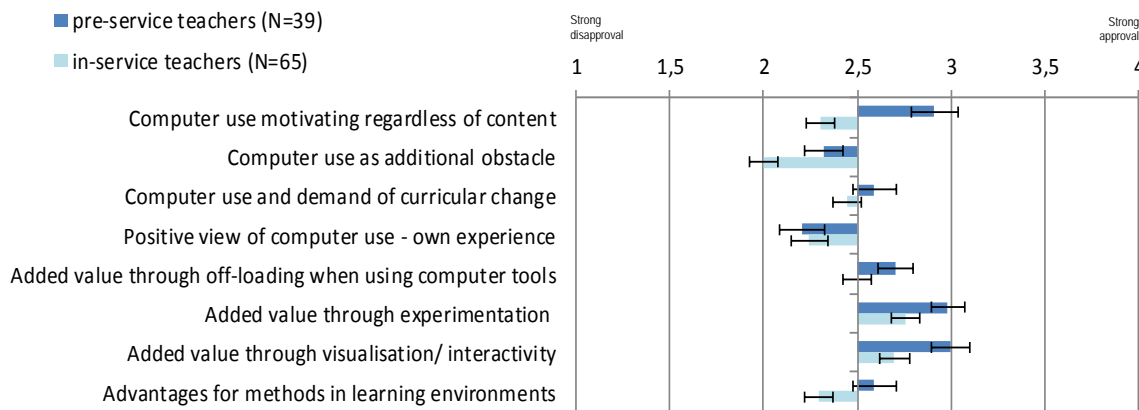 pre-service teachers (N=39)
in-service teachers (N=65)
Strong
disapproval
Strong
approval
1 1,5 2 2,5 3 3,5 4
Computer use motivating regardless of content
Computer use as additional obstacle
Computer use and demand of curricular change
Positive view of computer use - own experience
Added value through off-loading when using computer tools
Added value through experimentation
Added value through visualisation/ interactivity
Advantages for methods in learning environments